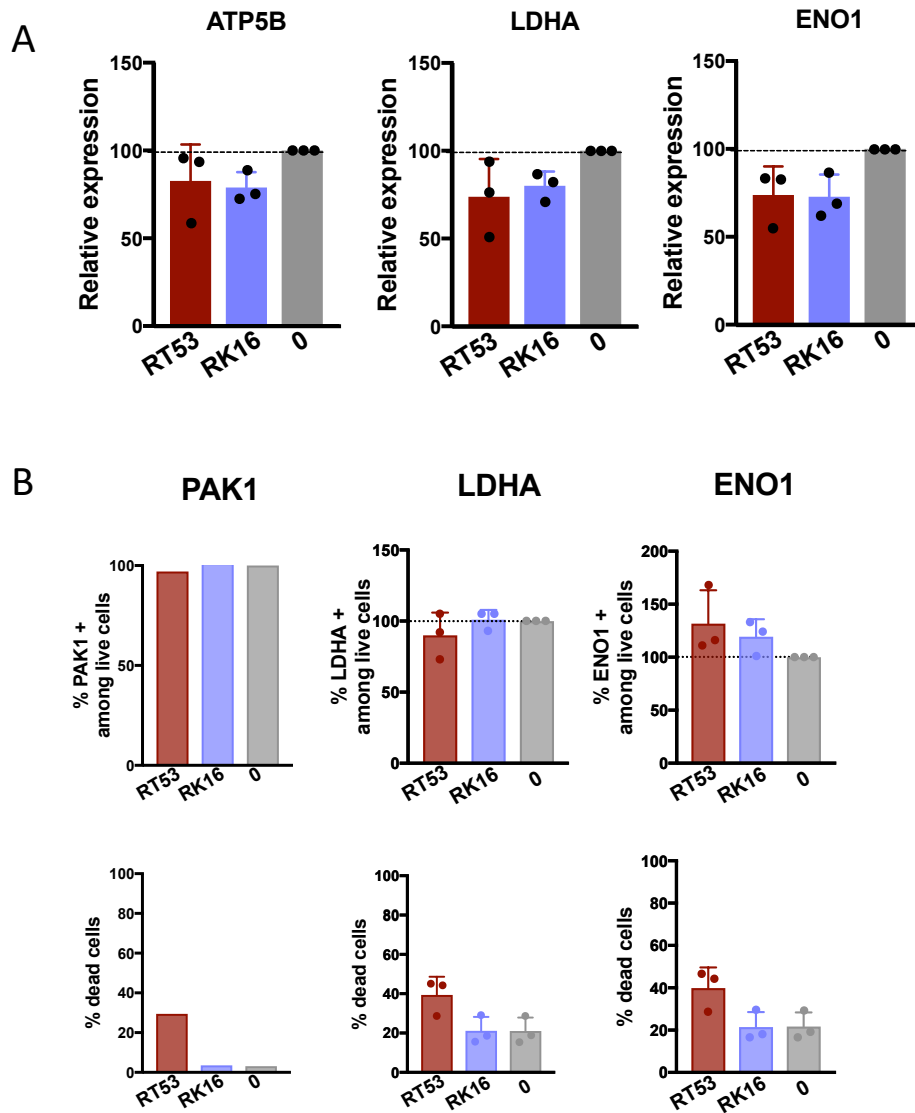 A
ATP5B
LDHA
ENO1
Relative expression
150
100
50
0
RT53
RK16
0
Relative expression
150
100
50
0
RT53
RK16
0
Relative expression
150
100
50
0
RT53
RK16
0
B
PAK1
LDHA
ENO1
% PAK1 +
among live cells
100
50
0
RT53
RK16
0
% LDHA +
among live cells
150
100
50
0
RT53
RK16
0
% ENO1 +
among live cells
200
150
100
50
0
RT53
RK16
0
% dead cells
100
80
60
40
20
0
RT53
RK16
0
% dead cells
100
80
60
40
20
0
RT53
RK16
0
% dead cells
100
80
60
40
20
0
RT53
RK16
0